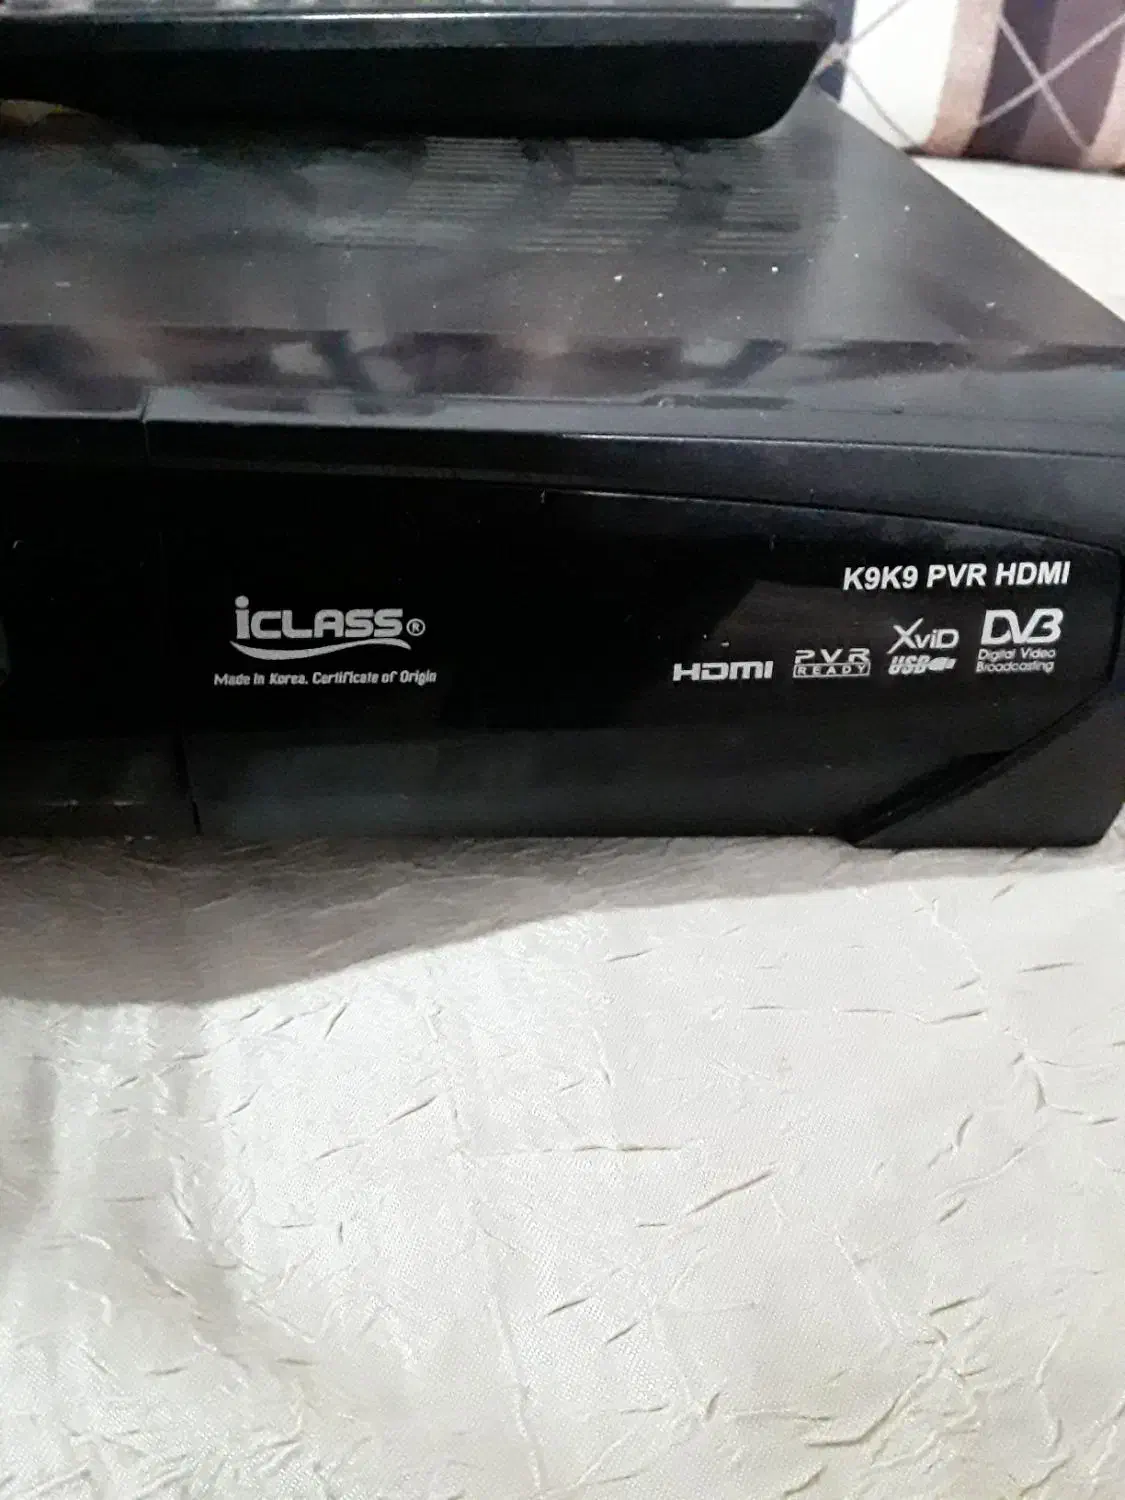 iCLASS®
Made In Korea. Certificate of Origin
K9K9 PVR HDMI
HDMI
PVR
READY
XviD
USB
DVB
Digital Video
Broadcasting